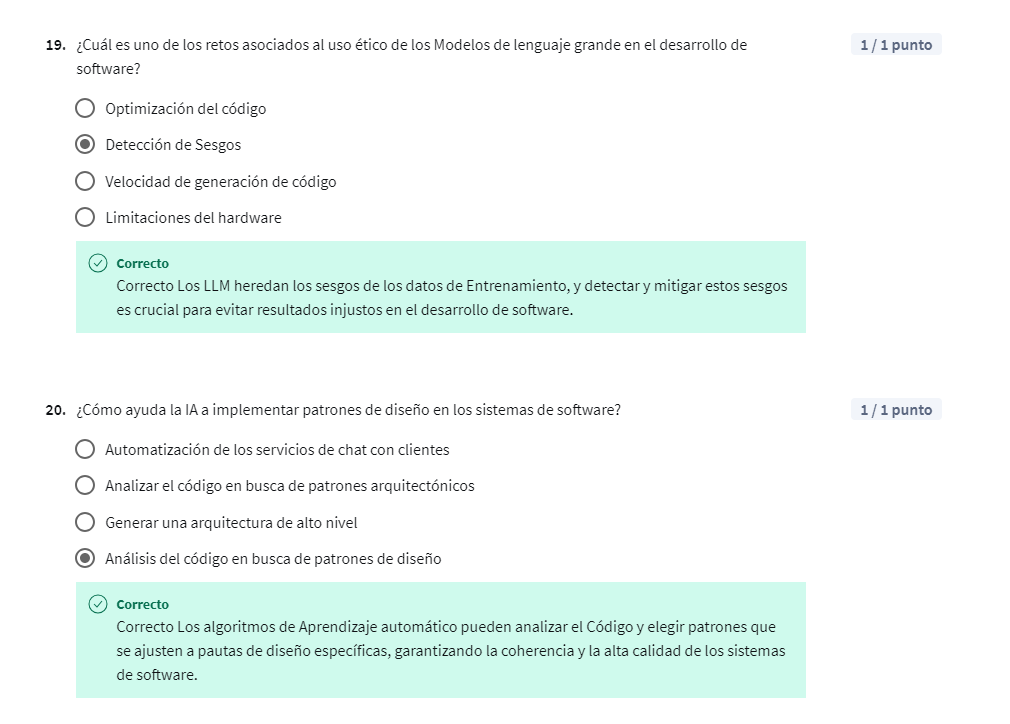 19. ¿Cuál es uno de los retos asociados al uso ético de los Modelos de lenguaje grande en el desarrollo de
software?
1 / 1 punto
Optimización del código
Detección de Sesgos
Velocidad de generación de código
Limitaciones del hardware
Correcto
Correcto Los LLM heredan los sesgos de los datos de Entrenamiento, y detectar y mitigar estos sesgos
es crucial para evitar resultados injustos en el desarrollo de software.
20. ¿Cómo ayuda la IA a implementar patrones de diseño en los sistemas de software?
1 / 1 punto
Automatización de los servicios de chat con clientes
Analizar el código en busca de patrones arquitectónicos
Generar una arquitectura de alto nivel
Análisis del código en busca de patrones de diseño
Correcto
Correcto Los algoritmos de Aprendizaje automático pueden analizar el Código y elegir patrones que
se ajusten a pautas de diseño específicas, garantizando la coherencia y la alta calidad de los sistemas
de software.